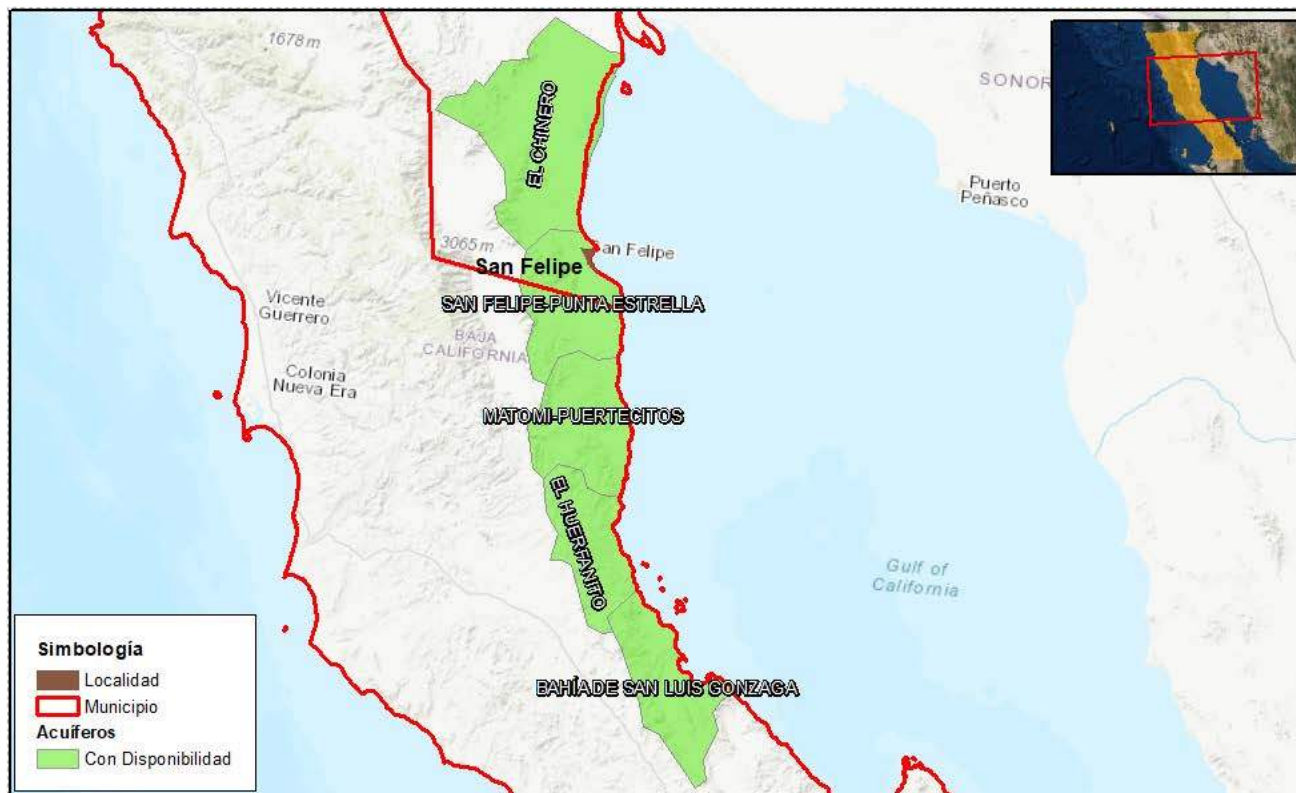 1678 m
SONOR
EL CHINERO
Puerto
Peñasco
3065 m
San Felipe
San Felipe
SAN FELIPE-PUNTA ESTRELLA
Vicente
Guerrero
BAJA
CALIFORNIA
Colonia
Nueva Era
MATOMI-PUERTECITOS
EL HUERFANITO
Gulf of
California
BAHÍA DE SAN LUIS GONZAGA
Simbología
Localidad
Municipio
Acuíferos
Con Disponibilidad